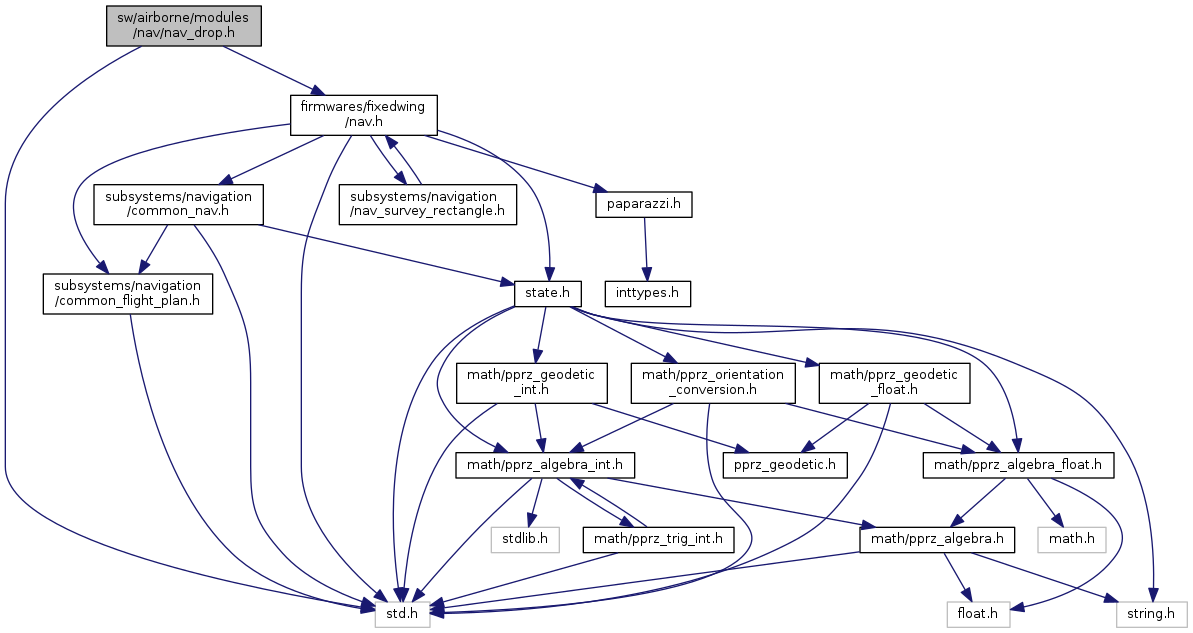 sw/airborne/modules
/nav/nav_drop.h
firmwares/fixedwing
/nav.h
subsystems/navigation
/common_nav.h
subsystems/navigation
/nav_survey_rectangle.h
paparazzi.h
subsystems/navigation
/common_flight_plan.h
state.h
inttypes.h
math/pprz_geodetic
_int.h
math/pprz_orientation
_conversion.h
math/pprz_geodetic
_float.h
math/pprz_algebra_int.h
pprz_geodetic.h
math/pprz_algebra_float.h
stdlib.h
math/pprz_trig_int.h
math/pprz_algebra.h
math.h
std.h
float.h
string.h